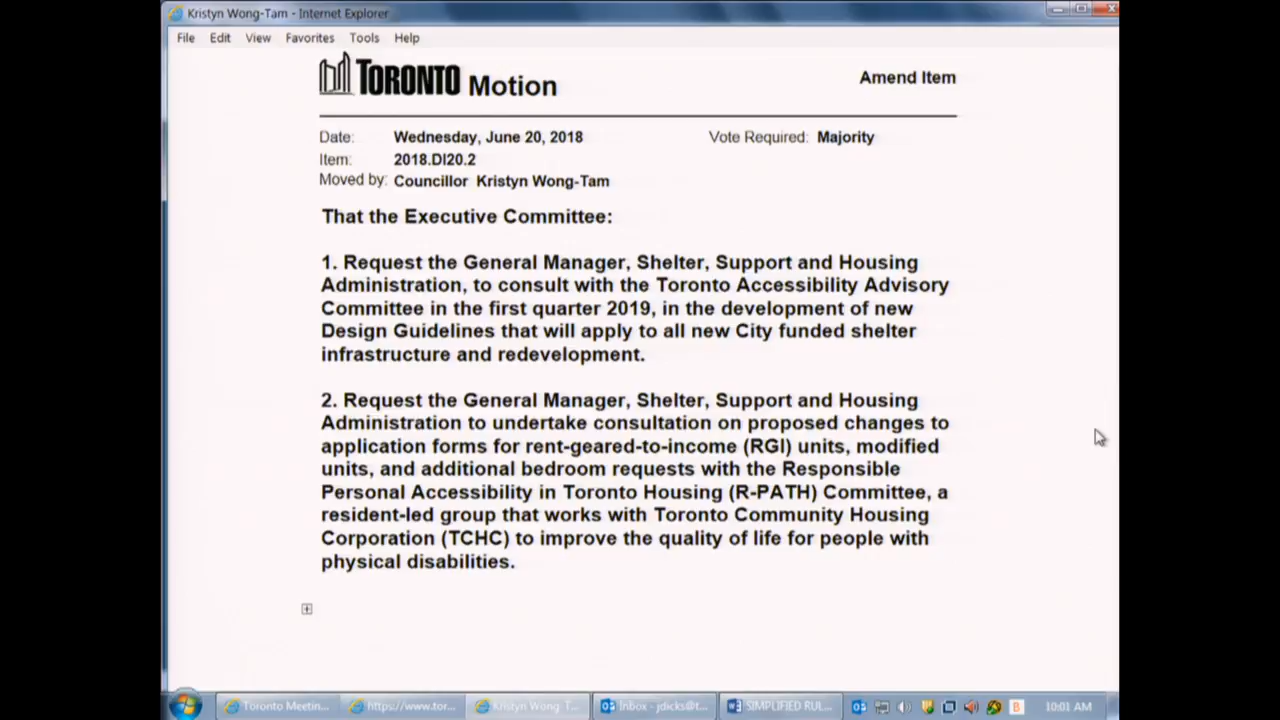 Kristyn Wong-Tam - Internet Explorer
File Edit View Favorites Tools Help
TORONTO Motion
Amend Item
Date: Wednesday, June 20, 2018 Vote Required: Majority
Item: 2018.DI20.2
Moved by: Councillor Kristyn Wong-Tam
That the Executive Committee:
1. Request the General Manager, Shelter, Support and Housing
Administration, to consult with the Toronto Accessibility Advisory
Committee in the first quarter 2019, in the development of new
Design Guidelines that will apply to all new City funded shelter
infrastructure and redevelopment.
2. Request the General Manager, Shelter, Support and Housing
Administration to undertake consultation on proposed changes to
application forms for rent-geared-to-income (RGI) units, modified
units, and additional bedroom requests with the Responsible
Personal Accessibility in Toronto Housing (R-PATH) Committee, a
resident-led group that works with Toronto Community Housing
Corporation (TCHC) to improve the quality of life for people with
physical disabilities.
Toronto Meetin... https://www.tor... Kristyn Wong-T... Inbox - jdicks@t... SIMPLIFIED RUL... B 10:01 AM